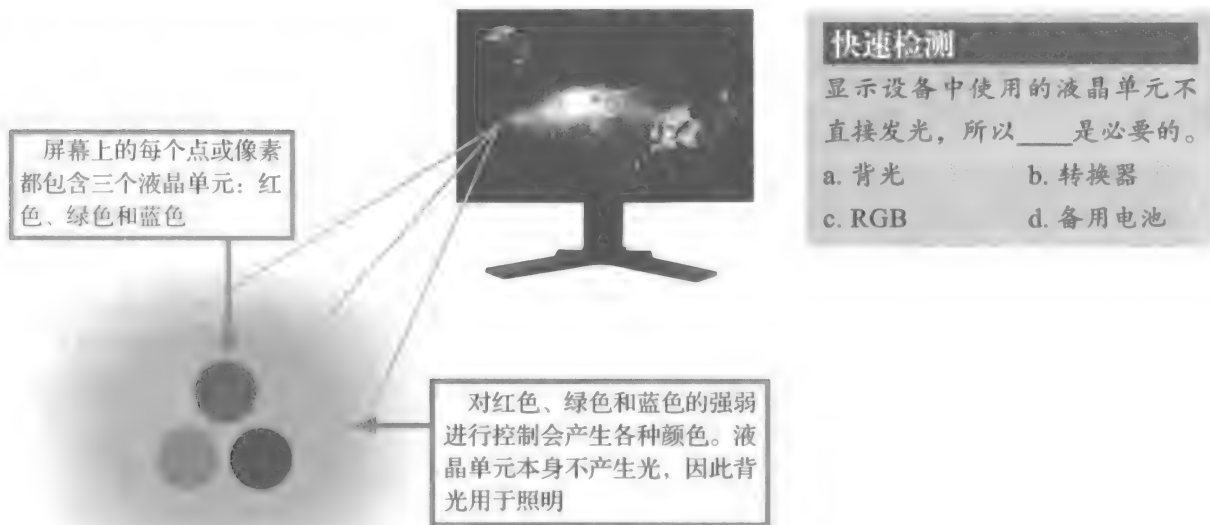 屏幕上的每个点或像素
都包含三个液晶单元：红
色、绿色和蓝色
对红色、绿色和蓝色的强弱
进行控制会产生各种颜色。液
晶单元本身不产生光，因此背
光用于照明
快速检测
显示设备中使用的液晶单元不
直接发光，所以____是必要的。
a. 背光 b. 转换器
c. RGB d. 备用电池